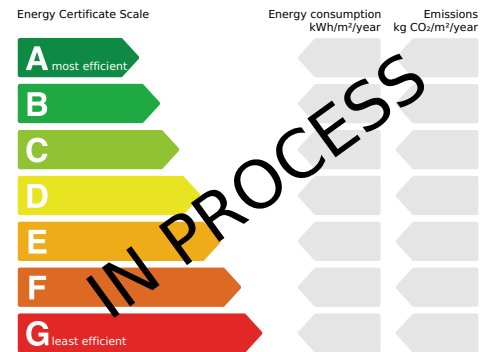 Energy Certificate Scale
Energy consumption
kWh/m²/year
Emissions
kg CO₂/m²/year
A most efficient
B
C
D
E
F
G least efficient
IN PROCESS